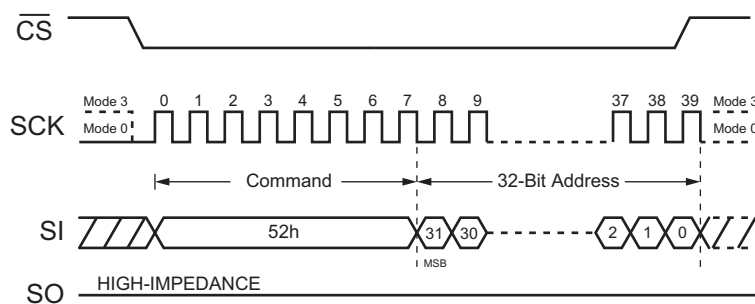 CS
0 1 2 3 4 5 6 7 8 9 37 38 39
Mode 3 Mode 3
SCK
Mode 0 Mode 0
Command 32-Bit Address
SI 52h 31 30 2 1 0
MSB
HIGH-IMPEDANCE
SO